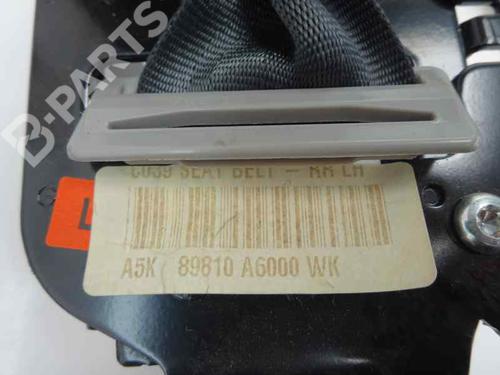 B-PARTS
C039 SEAT BELT - RR LH
L
A5K 89810 A6000 WK